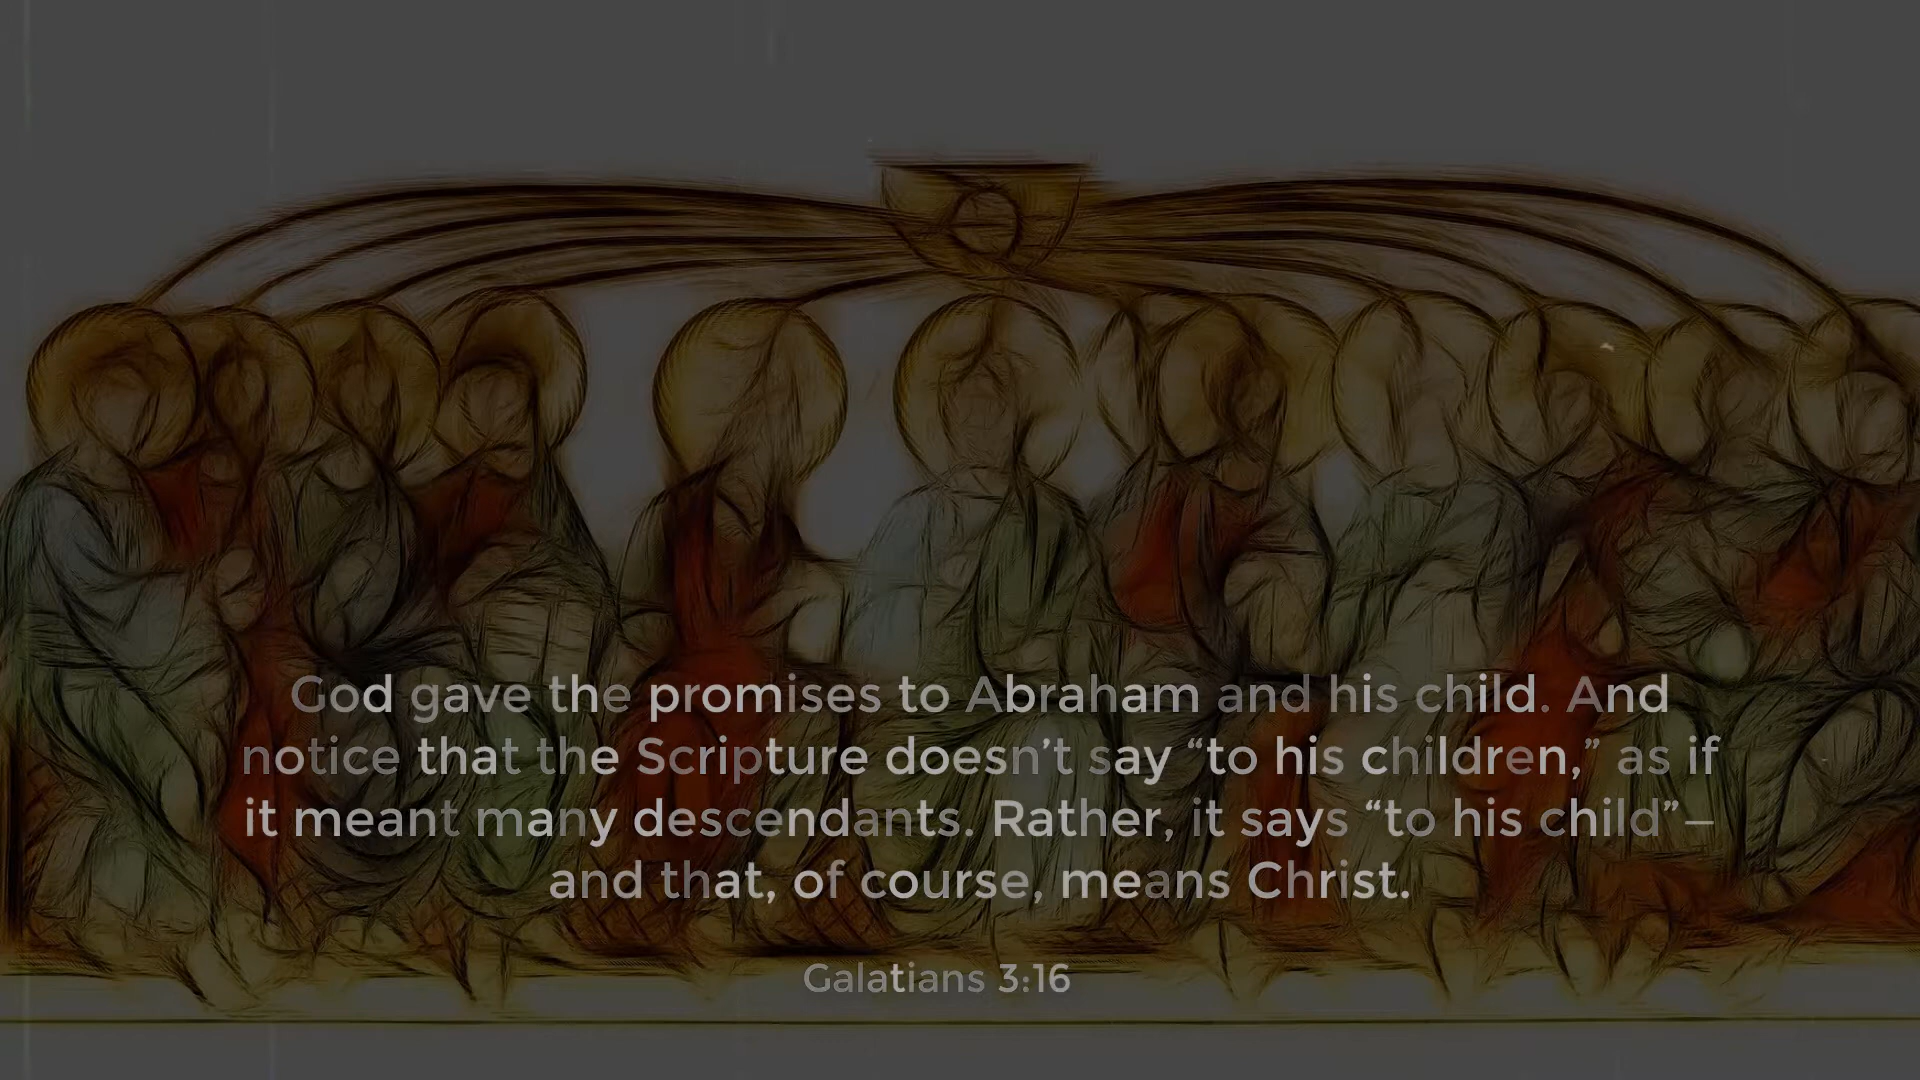 God gave the promises to Abraham and his child. And
notice that the Scripture doesn’t say “to his children,” as if
it meant many descendants. Rather, it says “to his child”–
and that, of course, means Christ.
Galatians 3:16